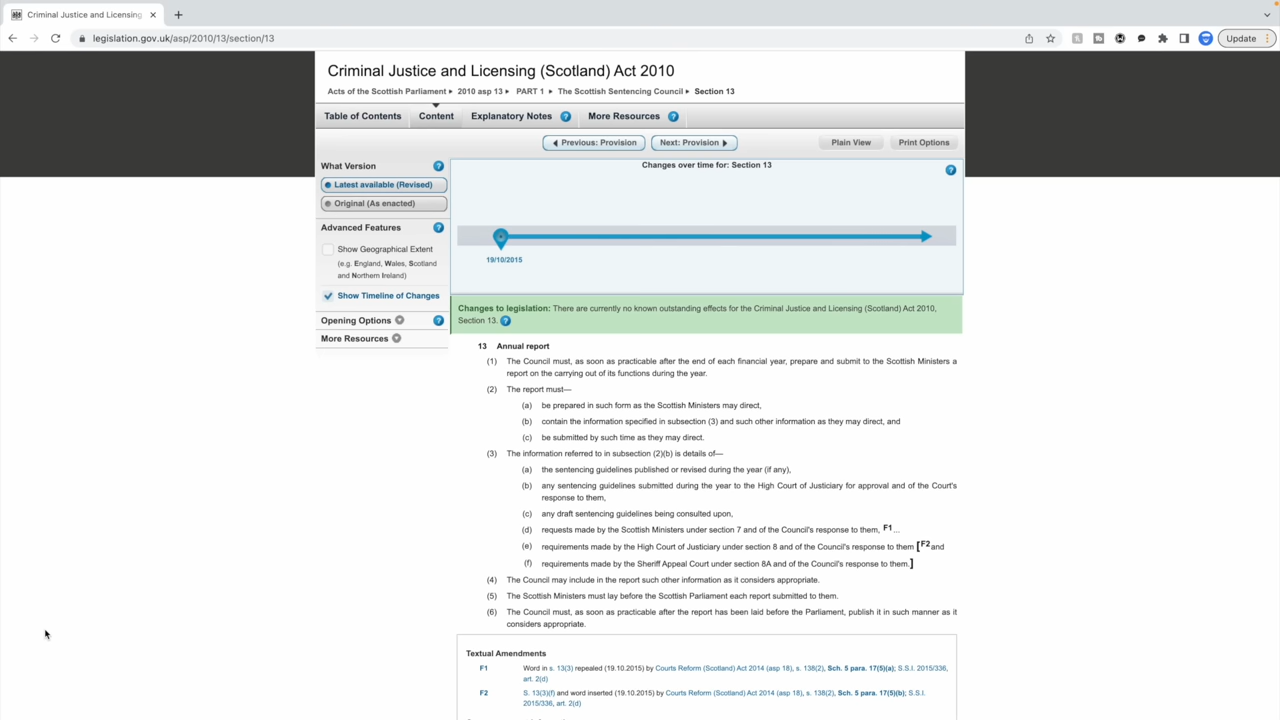 Criminal Justice and Licensing
legislation.gov.uk/asp/2010/13/section/13
Update
Criminal Justice and Licensing (Scotland) Act 2010
Acts of the Scottish Parliament 2010 asp 13 PART 1 The Scottish Sentencing Council Section 13
Table of Contents Content Explanatory Notes ? More Resources ?
Previous: Provision Next: Provision Plain View Print Options
What Version ?
Latest available (Revised)
Original (As enacted)
Advanced Features ?
Show Geographical Extent
(e.g. England, Wales, Scotland
and Northern Ireland)
Show Timeline of Changes
Opening Options ?
More Resources
Changes over time for: Section 13
?
19/10/2015
Changes to legislation: There are currently no known outstanding effects for the Criminal Justice and Licensing (Scotland) Act 2010,
Section 13. ?
13 Annual report
(1) The Council must, as soon as practicable after the end of each financial year, prepare and submit to the Scottish Ministers a
report on the carrying out of its functions during the year.
(2) The report must—
(a) be prepared in such form as the Scottish Ministers may direct,
(b) contain the information specified in subsection (3) and such other information as they may direct, and
(c) be submitted by such time as they may direct.
(3) The information referred to in subsection (2)(b) is details of—
(a) the sentencing guidelines published or revised during the year (if any),
(b) any sentencing guidelines submitted during the year to the High Court of Justiciary for approval and of the Court's
response to them,
(c) any draft sentencing guidelines being consulted upon,
(d) requests made by the Scottish Ministers under section 7 and of the Council's response to them, F1...
(e) requirements made by the High Court of Justiciary under section 8 and of the Council's response to them [F2and
(f) requirements made by the Sheriff Appeal Court under section 8A and of the Council's response to them.]
(4) The Council may include in the report such other information as it considers appropriate.
(5) The Scottish Ministers must lay before the Scottish Parliament each report submitted to them.
(6) The Council must, as soon as practicable after the report has been laid before the Parliament, publish it in such manner as it
considers appropriate.
Textual Amendments
F1 Word in s. 13(3) repealed (19.10.2015) by Courts Reform (Scotland) Act 2014 (asp 18), s. 138(2), Sch. 5 para. 17(5)(a); S.S.I. 2015/336,
art. 2(d)
F2 S. 13(3)(f) and word inserted (19.10.2015) by Courts Reform (Scotland) Act 2014 (asp 18), s. 138(2), Sch. 5 para. 17(5)(b); S.S.I.
2015/336, art. 2(d)